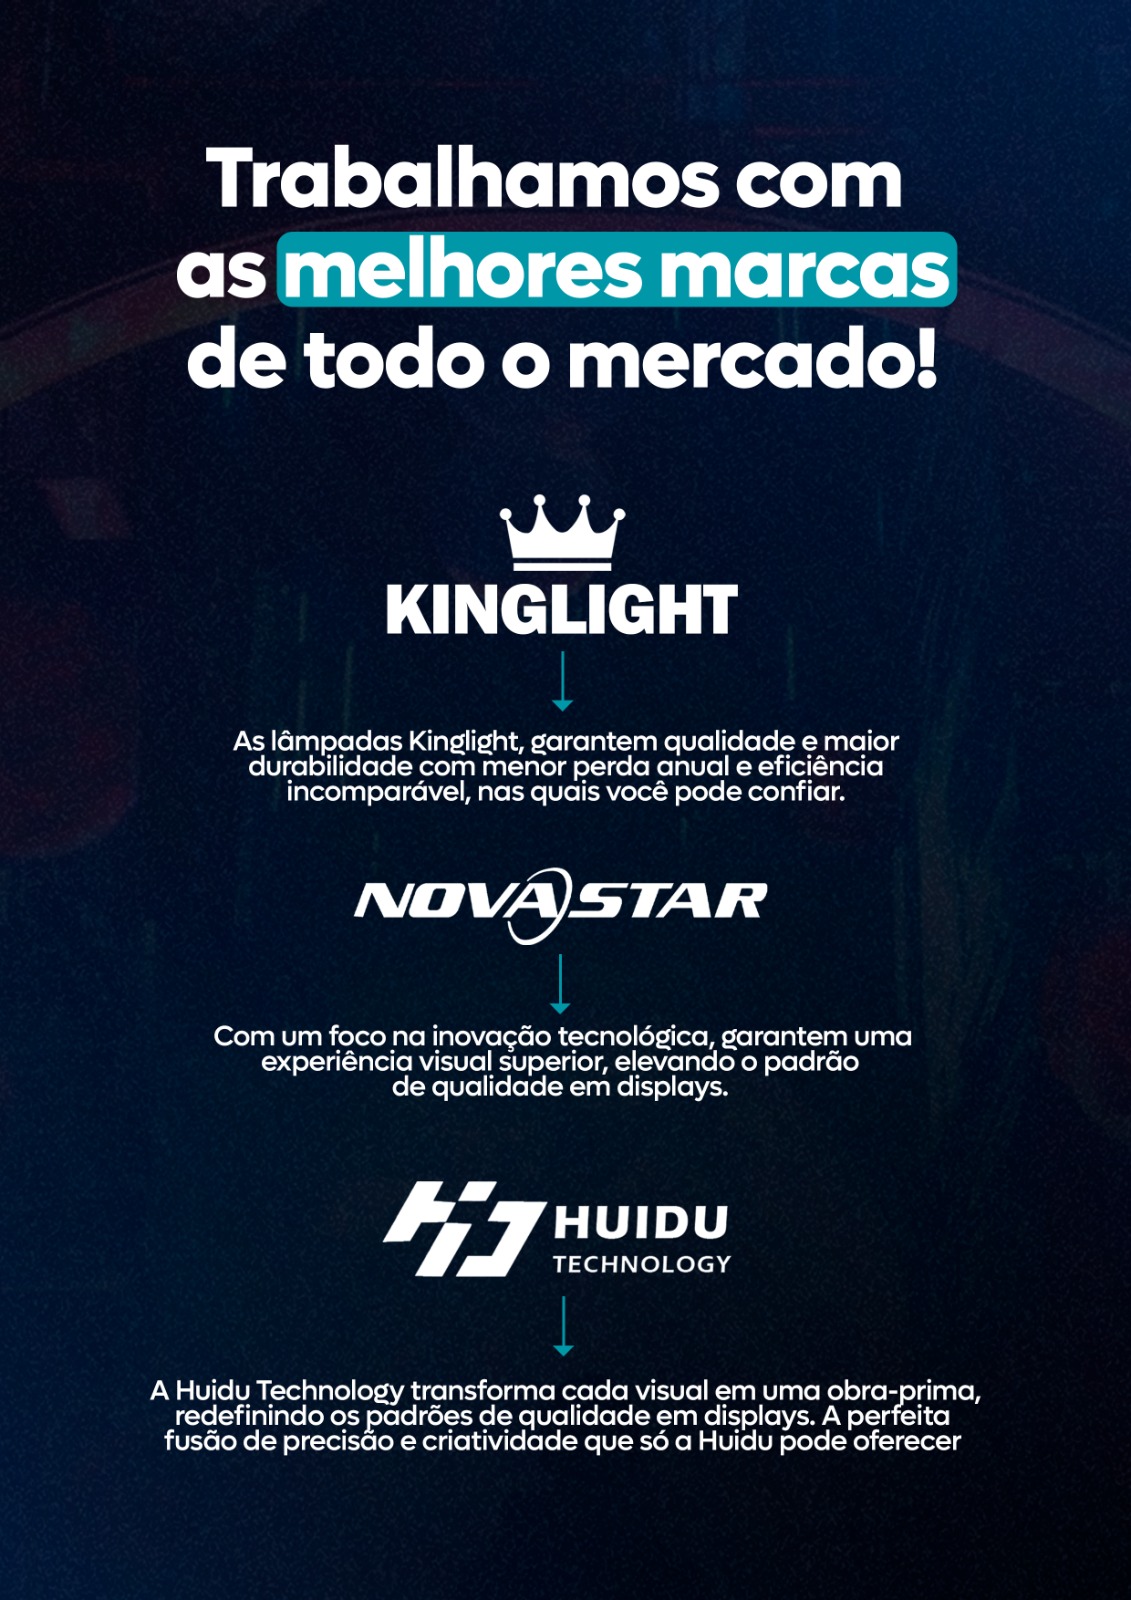 Trabalhamos com
as melhores marcas
de todo o mercado!
KINGLIGHT
As lâmpadas Kinglight, garantem qualidade e maior
durabilidade com menor perda anual e eficiência
incomparável, nas quais você pode confiar.
NOVASTAR
Com um foco na inovação tecnológica, garantem uma
experiência visual superior, elevando o padrão
de qualidade em displays.
HUIDU
TECHNOLOGY
A Huidu Technology transforma cada visual em uma obra-prima,
redefinindo os padrões de qualidade em displays. A perfeita
fusão de precisão e criatividade que só a Huidu pode oferecer